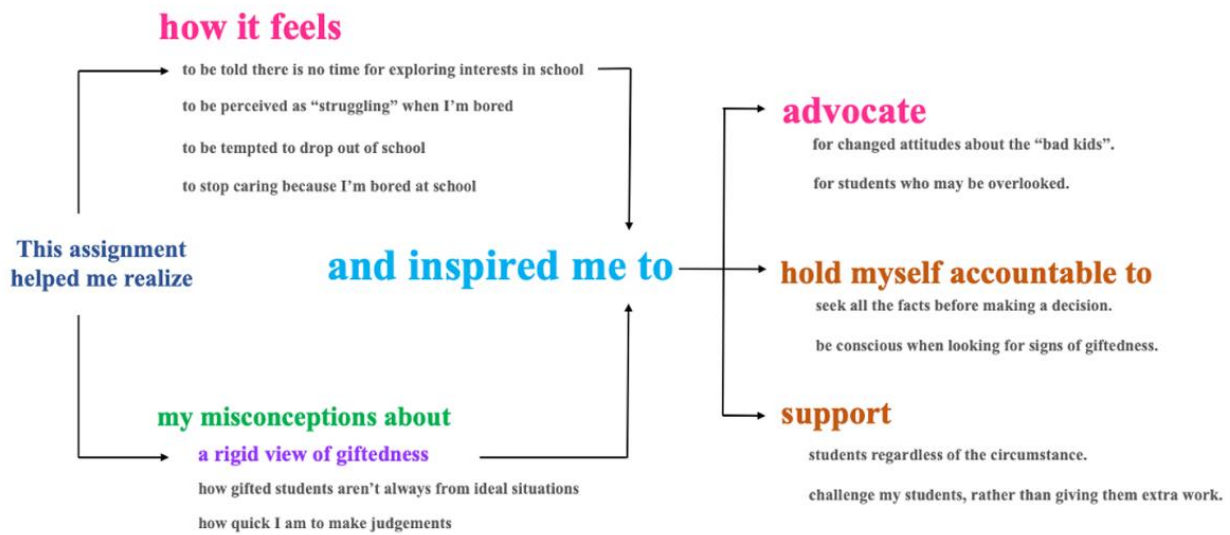 how it feels
to be told there is no time for exploring interests in school
to be perceived as “struggling” when I’m bored
to be tempted to drop out of school
to stop caring because I’m bored at school
This assignment
helped me realize
my misconceptions about
a rigid view of giftedness
how gifted students aren’t always from ideal situations
how quick I am to make judgements
and inspired me to
advocate
for changed attitudes about the “bad kids”.
for students who may be overlooked.
hold myself accountable to
seek all the facts before making a decision.
be conscious when looking for signs of giftedness.
support
students regardless of the circumstance.
challenge my students, rather than giving them extra work.